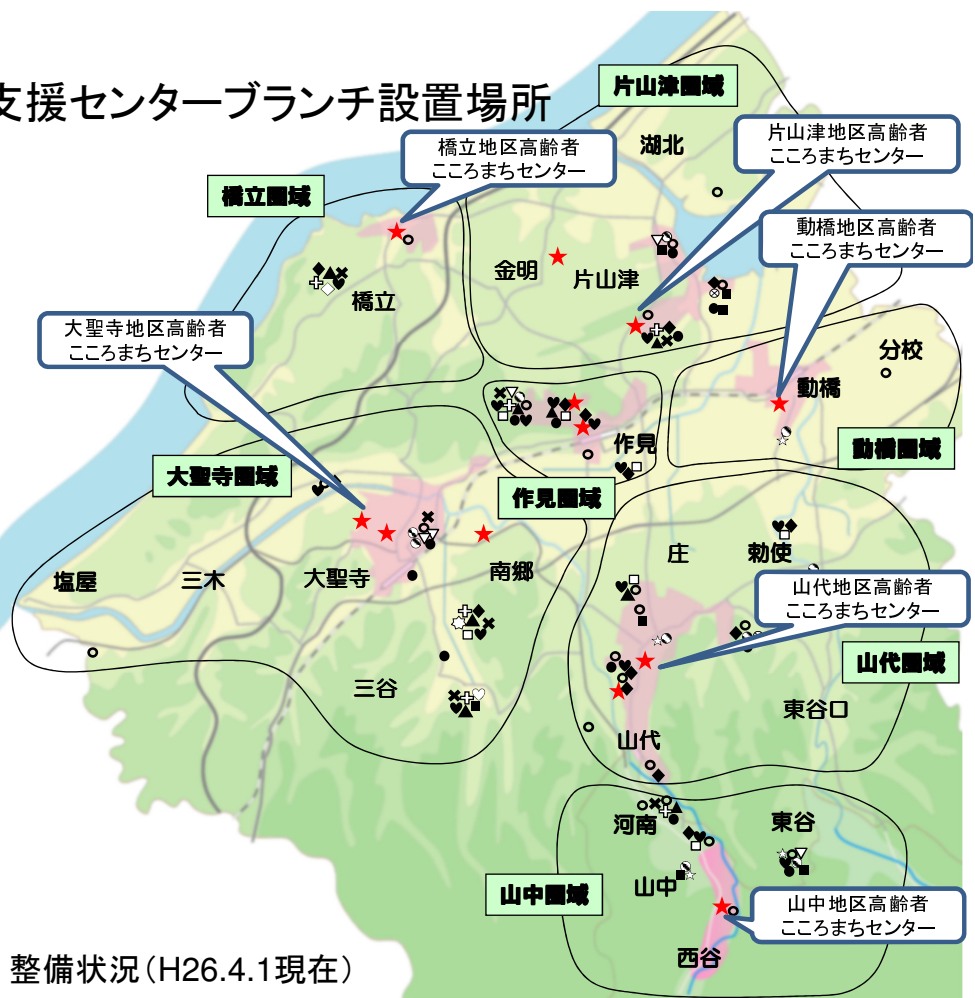 支援センターブランチ設置場所
片山津圏域
橋立地区高齢者
こころまちセンター
片山津地区高齢者
こころまちセンター
湖北
橋立圏域
動橋地区高齢者
こころまちセンター
金明
片山津
橋立
大聖寺地区高齢者
こころまちセンター
分校
動橋
作見
動橋圏域
大聖寺圏域
作見圏域
庄
勅使
塩屋
三木
大聖寺
南郷
山代地区高齢者
こころまちセンター
山代圏域
三谷
東谷口
山代
河南
東谷
山中圏域
山中
山中地区高齢者
こころまちセンター
西谷
整備状況(H26.4.1現在)